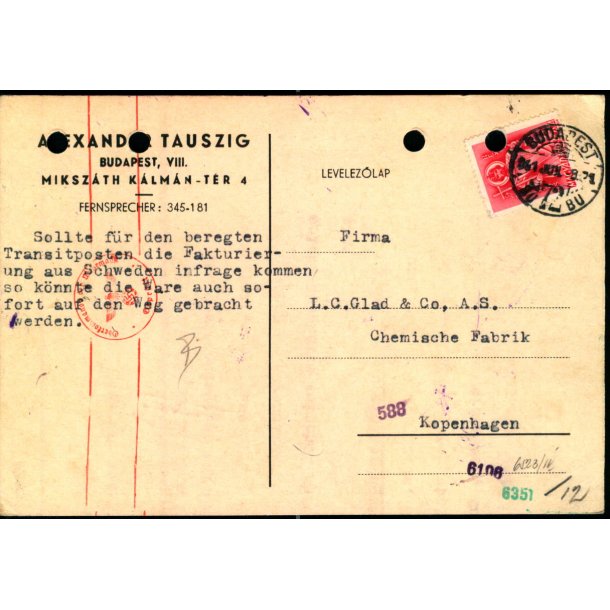 ALEXANDER TAUSZIG
BUDAPEST, VIII.
MIKSZÁTH KÁLMÁN-TÉR 4
FERNSPRECHER: 345-181
Sollte für den beregten
Transitposten die Fakturier-
ung aus Schweden infrage kommen
so könnte die Ware auch so-
fort auf den Weg gebracht
werden.
LEVELEZŐLAP
BUDAPEST
Firma
L.C.Glad & Co, A.S.
Chemische Fabrik
588
Kopenhagen
6106
6351
/12